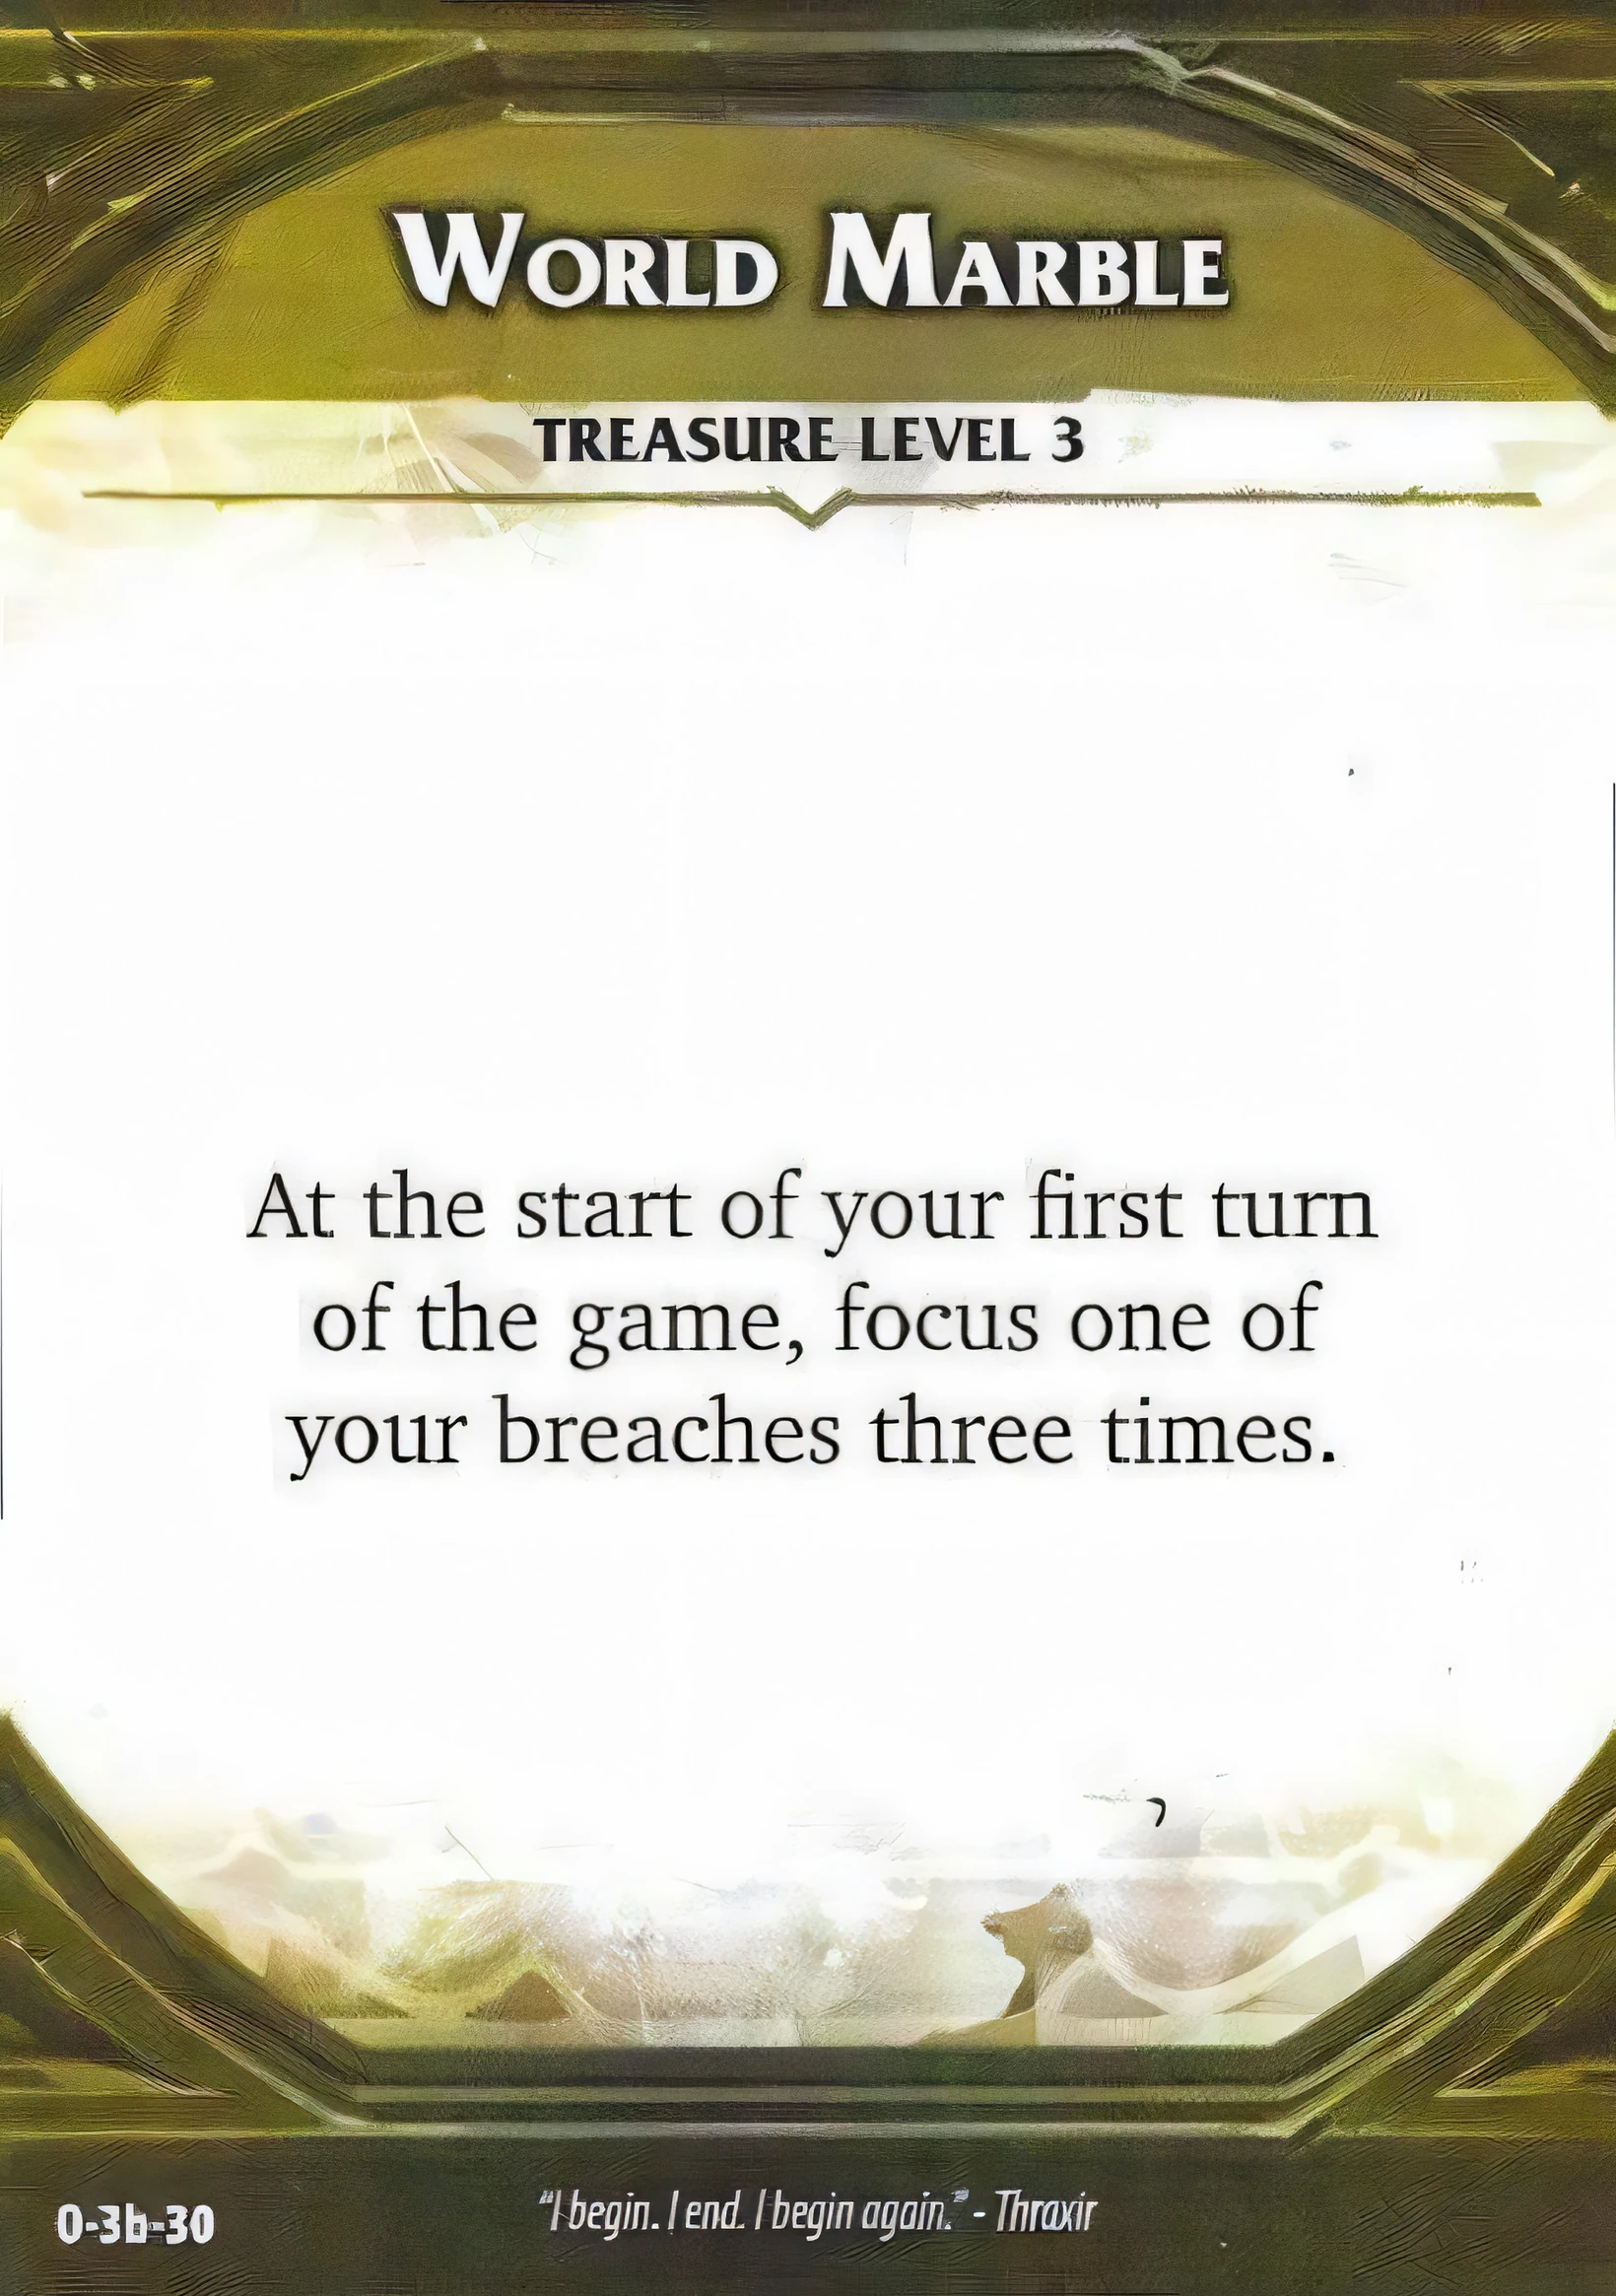 World Marble
TREASURE LEVEL 3
At the start of your first turn
of the game, focus one of
your breaches three times.
0-3b-30
"I begin. I end. I begin again." - Thraxir